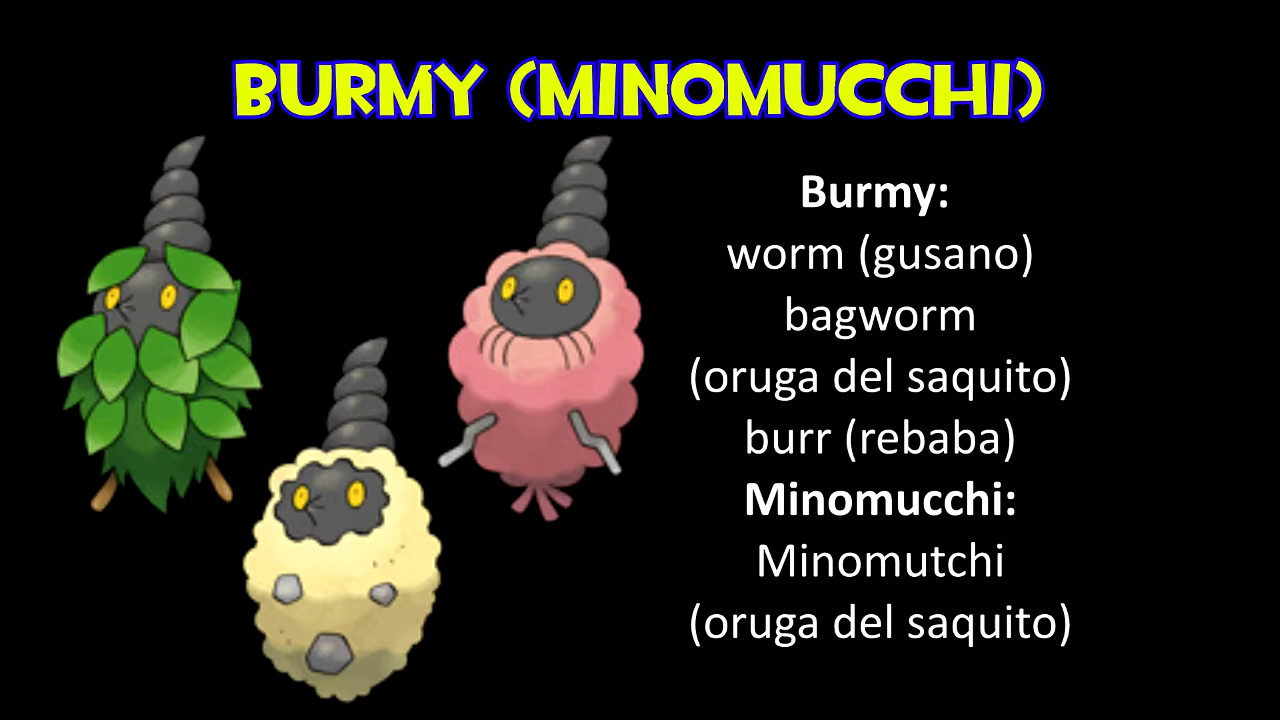 BURMY (MINOMUCCHI)
Burmy:
worm (gusano)
bagworm
(oruga del saquito)
burr (rebaba)
Minomucchi:
Minomutchi
(oruga del saquito)